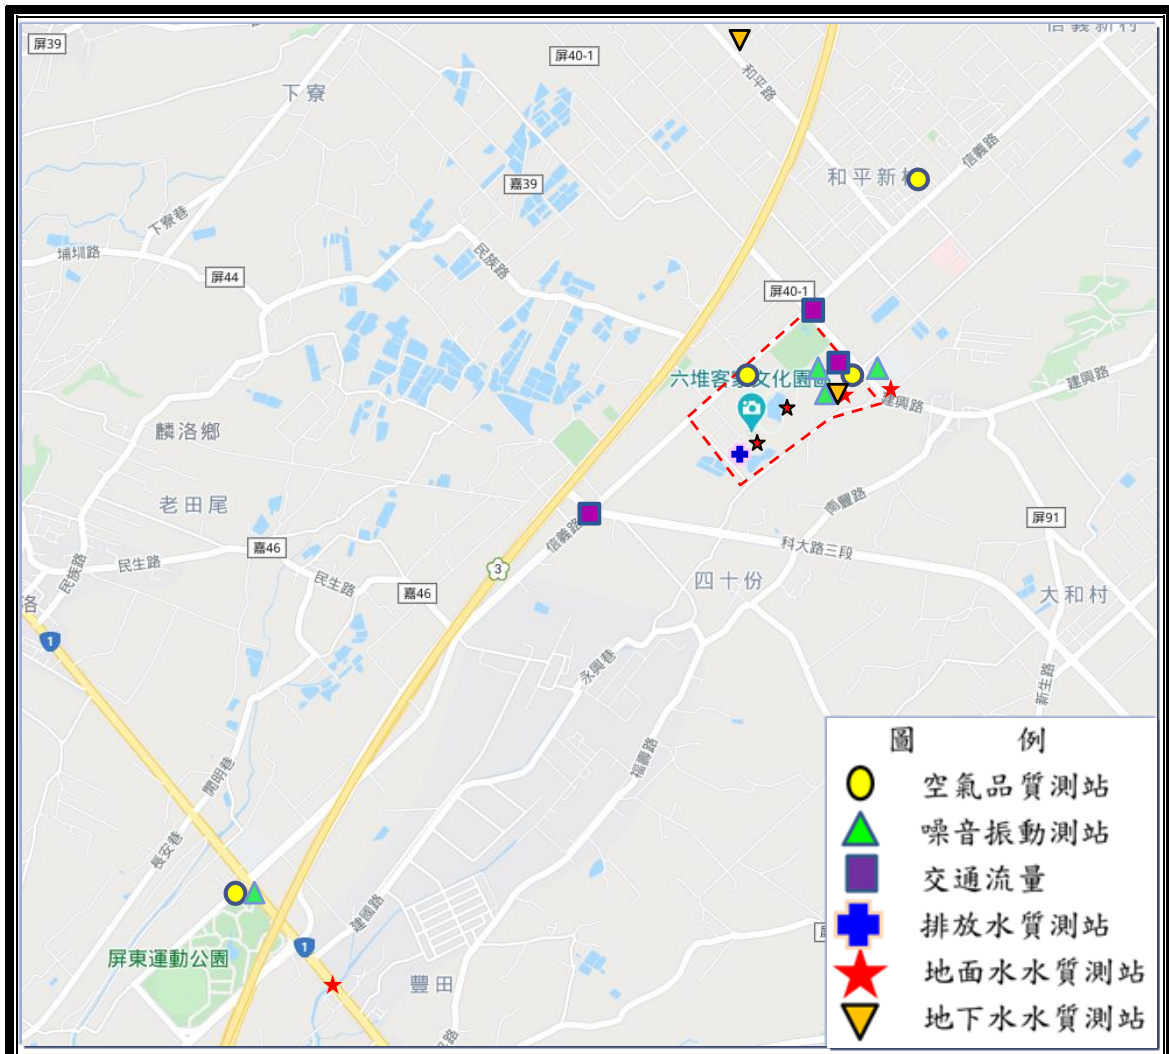 信義新村
屏39
屏40-1
和平路
下寮
信義路
和平新村
嘉39
下寮巷
民族路
埔圳路
屏44
屏40-1
六堆客家文化園區
建興路
建興路
麟洛鄉
老田尾
南豐路
屏91
信義路
科大路三段
嘉46
民生路
民族路
3
民生路
嘉46
四十份
大和村
洛
1
永興巷
新生路
福壽路
開明巷
長安巷
建國路
1
屏東運動公園
豐田
圖 例
空氣品質測站
噪音振動測站
交通流量
排放水質測站
地面水水質測站
地下水水質測站